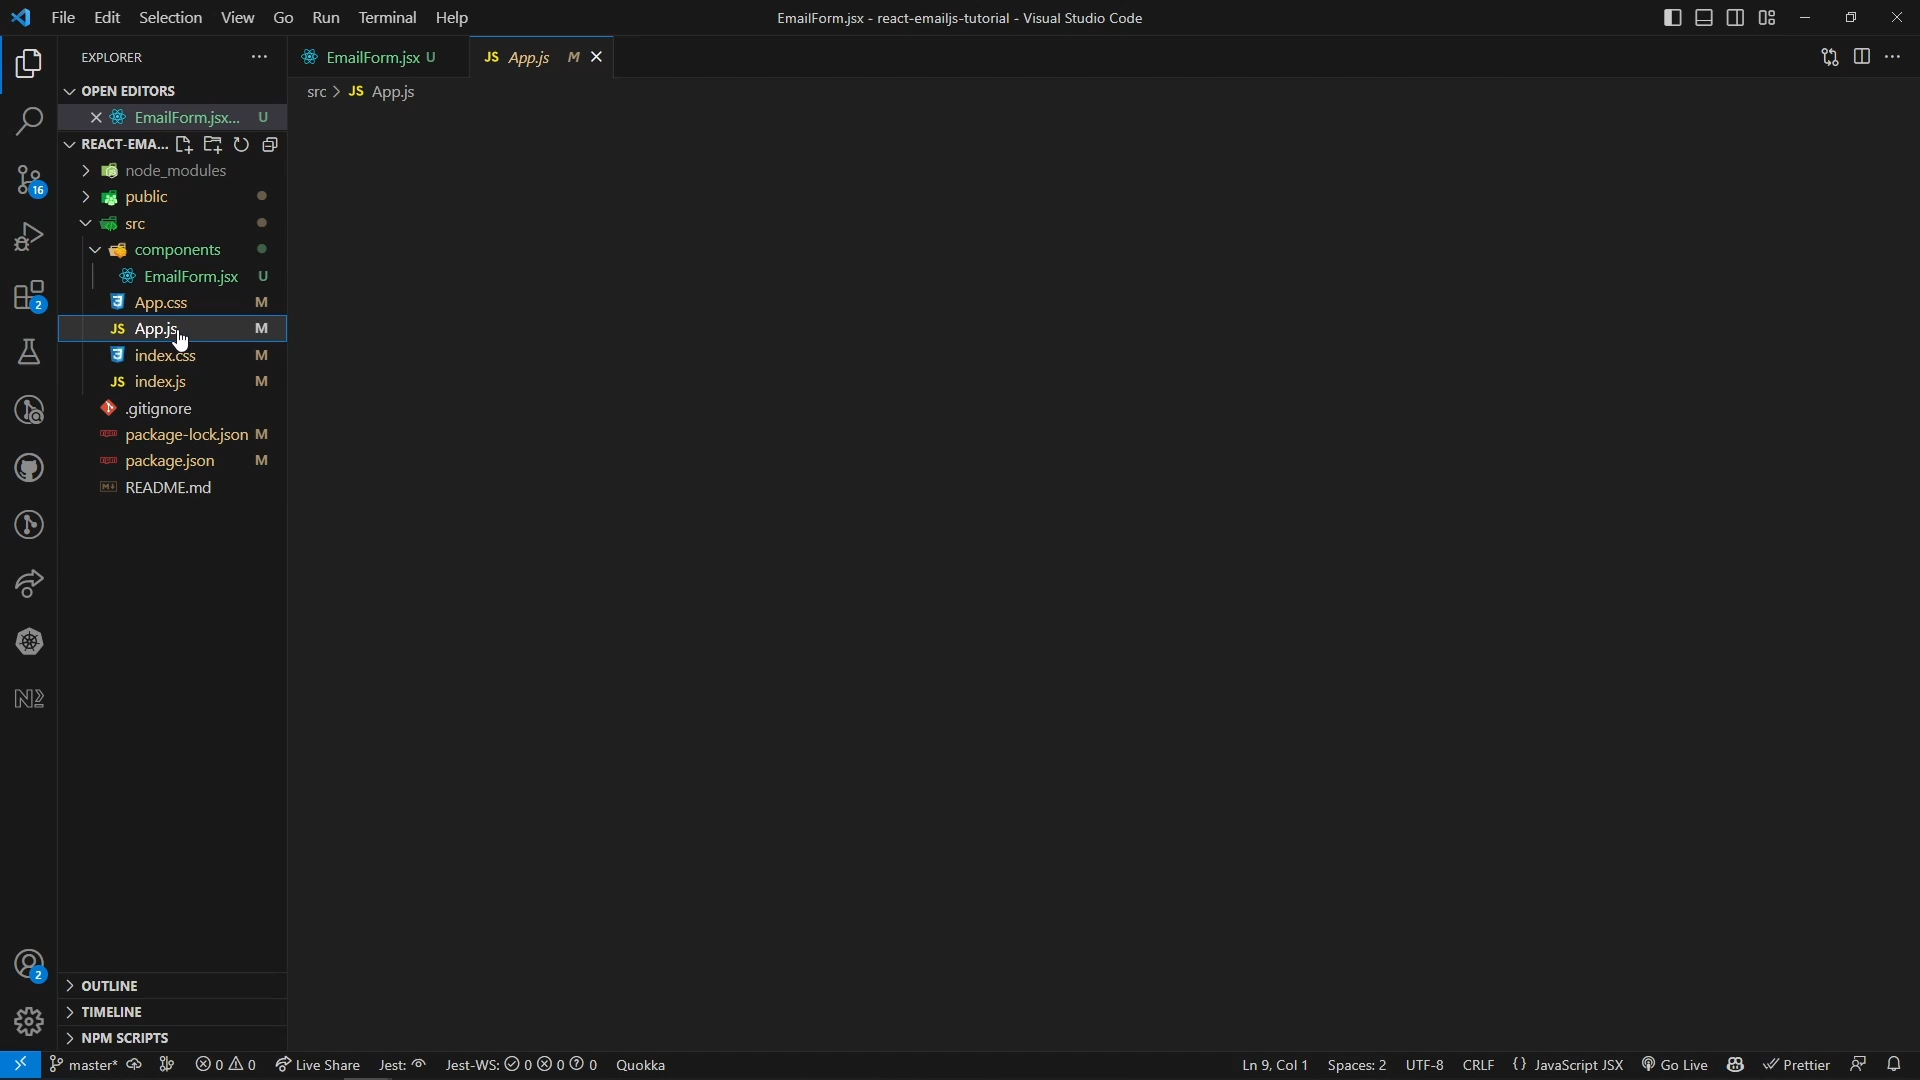 File Edit Selection View Go Run Terminal Help
EmailForm.jsx - react-emailjs-tutorial - Visual Studio Code
EXPLORER
EmailForm.jsx U
JS App.js M
OPEN EDITORS
src > JS App.js
EmailForm.jsx... U
REACT-EMA...
node_modules
public
src
components
EmailForm.jsx U
App.css M
JS App.js M
index.css M
JS index.js M
.gitignore
package-lock.json M
package.json M
README.md
16
2
2
OUTLINE
TIMELINE
NPM SCRIPTS
master* 0 0 Live Share Jest: Jest-WS: 0 0 0 Quokka
Ln 9, Col 1 Spaces: 2 UTF-8 CRLF {} JavaScript JSX Go Live Prettier